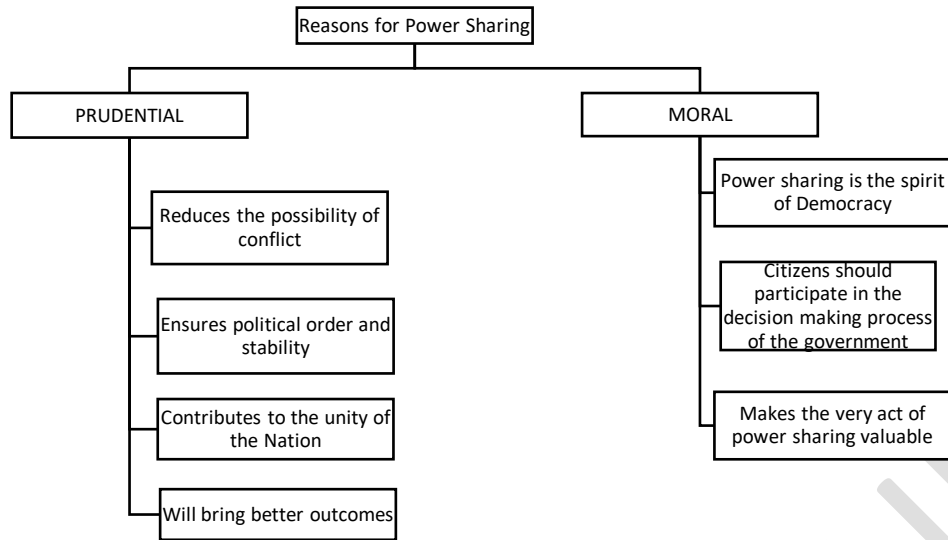 Reasons for Power Sharing
PRUDENTIAL
Reduces the possibility of
conflict
Ensures political order and
stability
Contributes to the unity of
the Nation
Will bring better outcomes
MORAL
Power sharing is the spirit
of Democracy
Citizens should
participate in the
decision making process
of the government
Makes the very act of
power sharing valuable